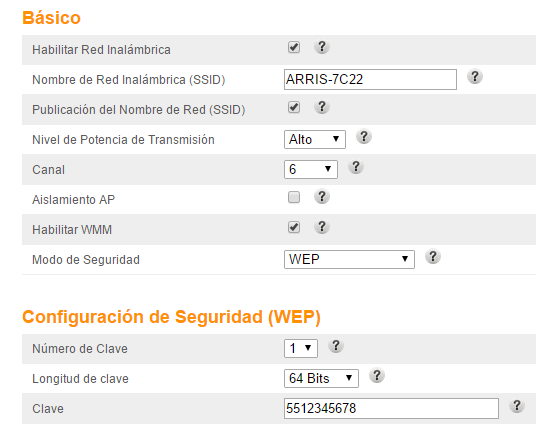 Básico
Habilitar Red Inalámbrica ?
Nombre de Red Inalámbrica (SSID) ARRIS-7C22 ?
Publicación del Nombre de Red (SSID) ?
Nivel de Potencia de Transmisión Alto ?
Canal 6 ?
Aislamiento AP ?
Habilitar WMM ?
Modo de Seguridad WEP ?
Configuración de Seguridad (WEP)
Número de Clave 1 ?
Longitud de clave 64 Bits ?
Clave 5512345678 ?